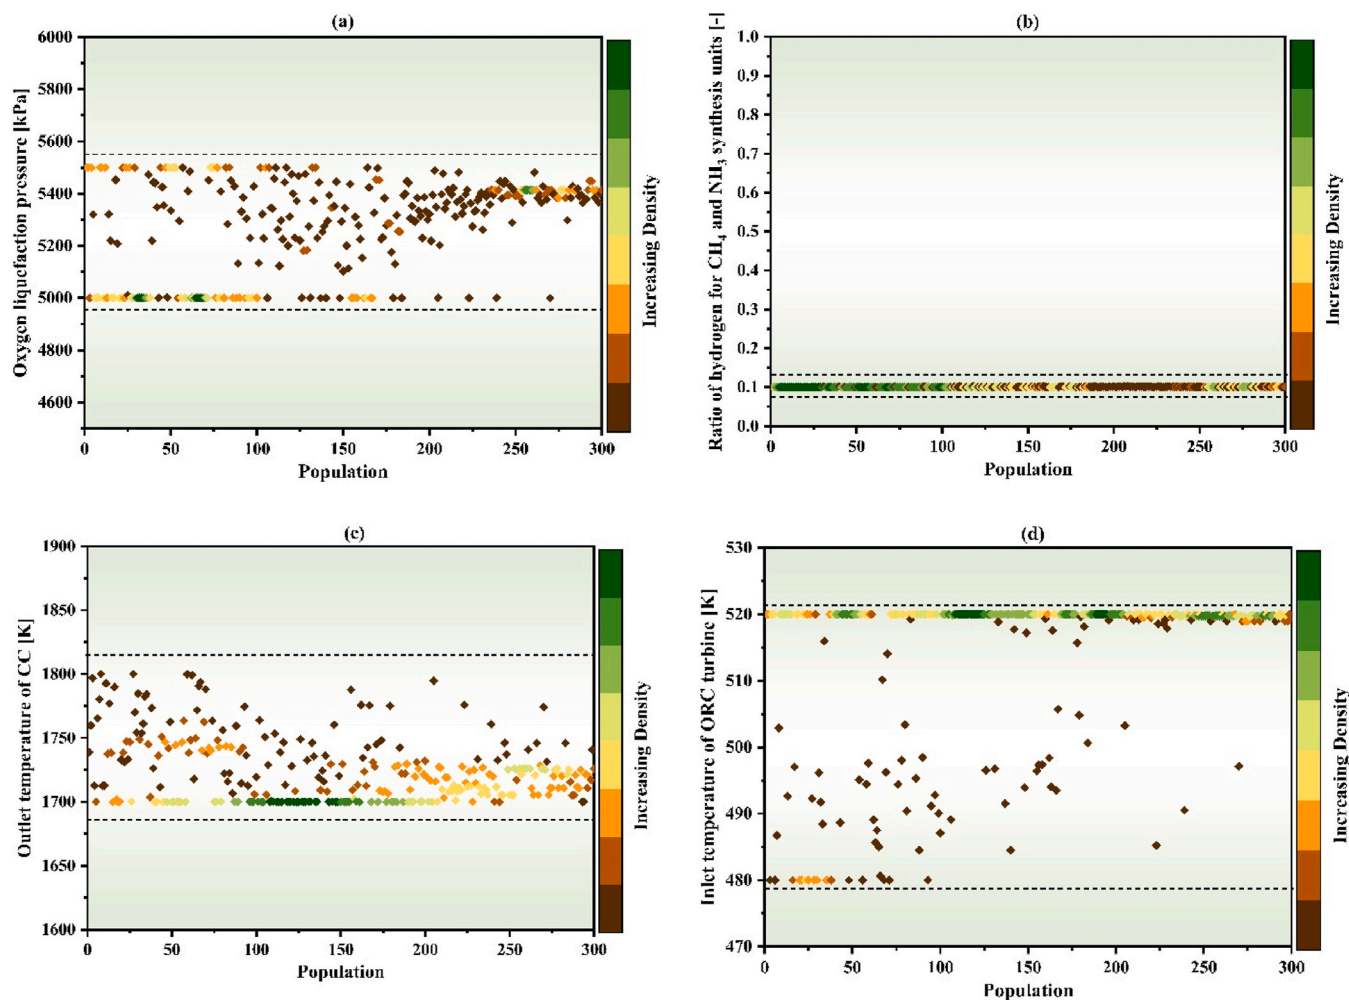 (a)
6000
5800
5600
5400
5200
5000
4800
4600
Oxygen liquefaction pressure [kPa]
0 50 100 150 200 250 300
Population
Increasing Density
(b)
1.0
0.9
0.8
0.7
0.6
0.5
0.4
0.3
0.2
0.1
0.0
Ratio of hydrogen for CH4 and NH3 synthesis units [-]
0 50 100 150 200 250 300
Population
Increasing Density
(c)
1900
1850
1800
1750
1700
1650
1600
Outlet temperature of CC [K]
0 50 100 150 200 250 300
Population
Increasing Density
(d)
530
520
510
500
490
480
470
Inlet temperature of ORC turbine [K]
0 50 100 150 200 250 300
Population
Increasing Density